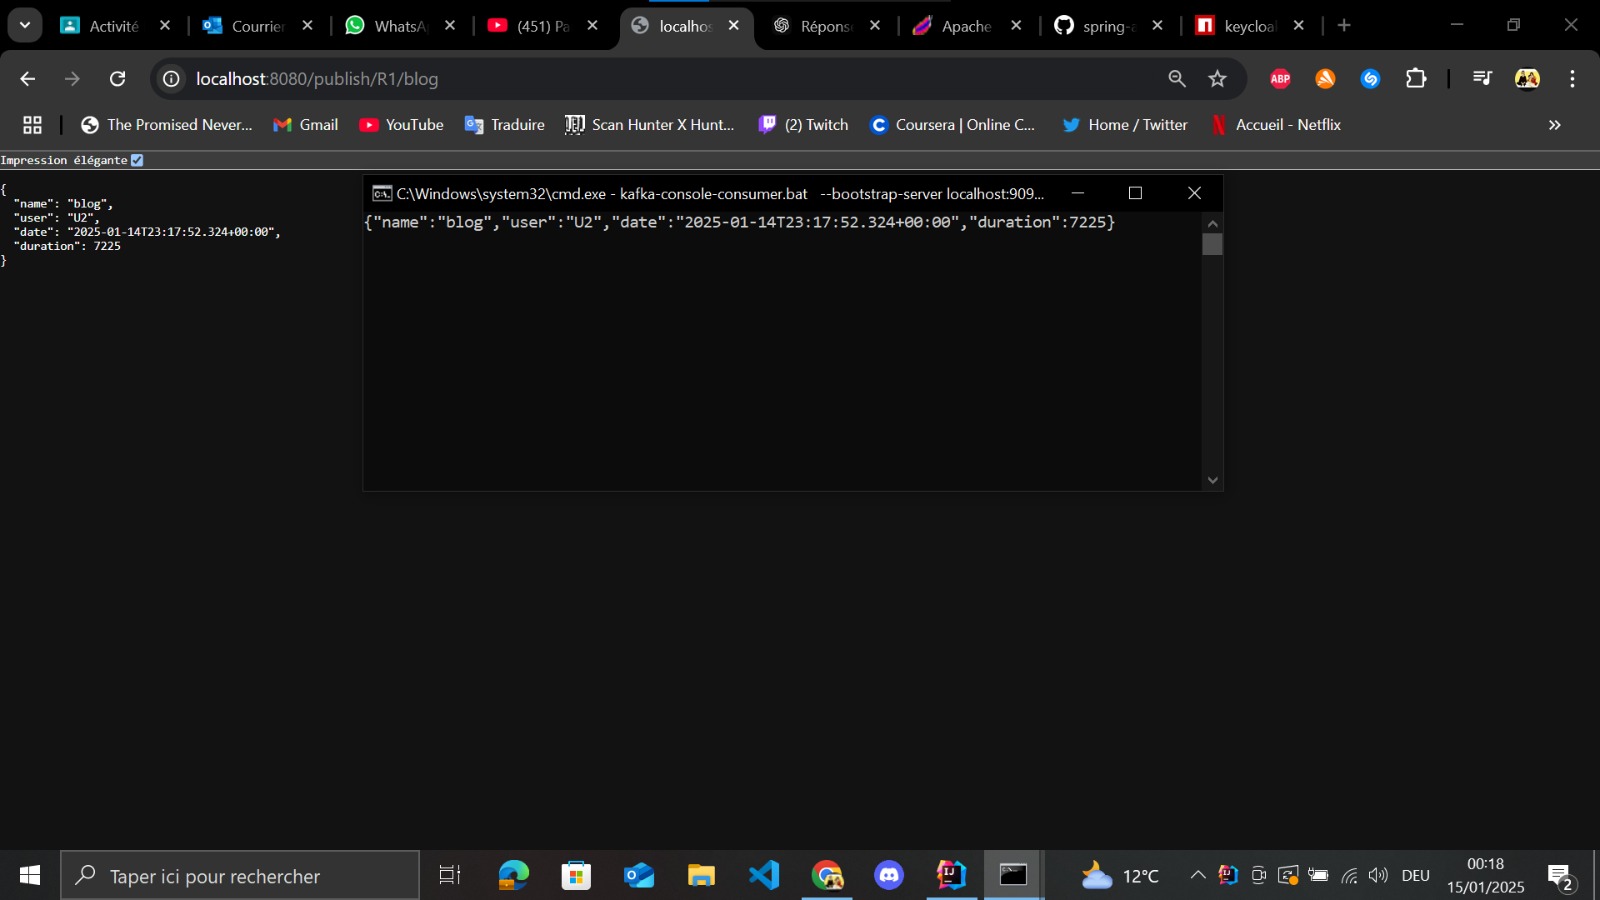 Activité
Courrier
WhatsA
(451) Pa
localhos
Réponse
Apache
spring-a
keycloa
localhost:8080/publish/R1/blog
ABP
The Promised Never...
Gmail
YouTube
Traduire
Scan Hunter X Hunt...
(2) Twitch
Coursera | Online C...
Home / Twitter
Accueil - Netflix
Impression élégante
{
"name": "blog",
"user": "U2",
"date": "2025-01-14T23:17:52.324+00:00",
"duration": 7225
}
C:\Windows\system32\cmd.exe - kafka-console-consumer.bat --bootstrap-server localhost:909...
{"name":"blog","user":"U2","date":"2025-01-14T23:17:52.324+00:00","duration":7225}
Taper ici pour rechercher
12°C
DEU
00:18
15/01/2025
2